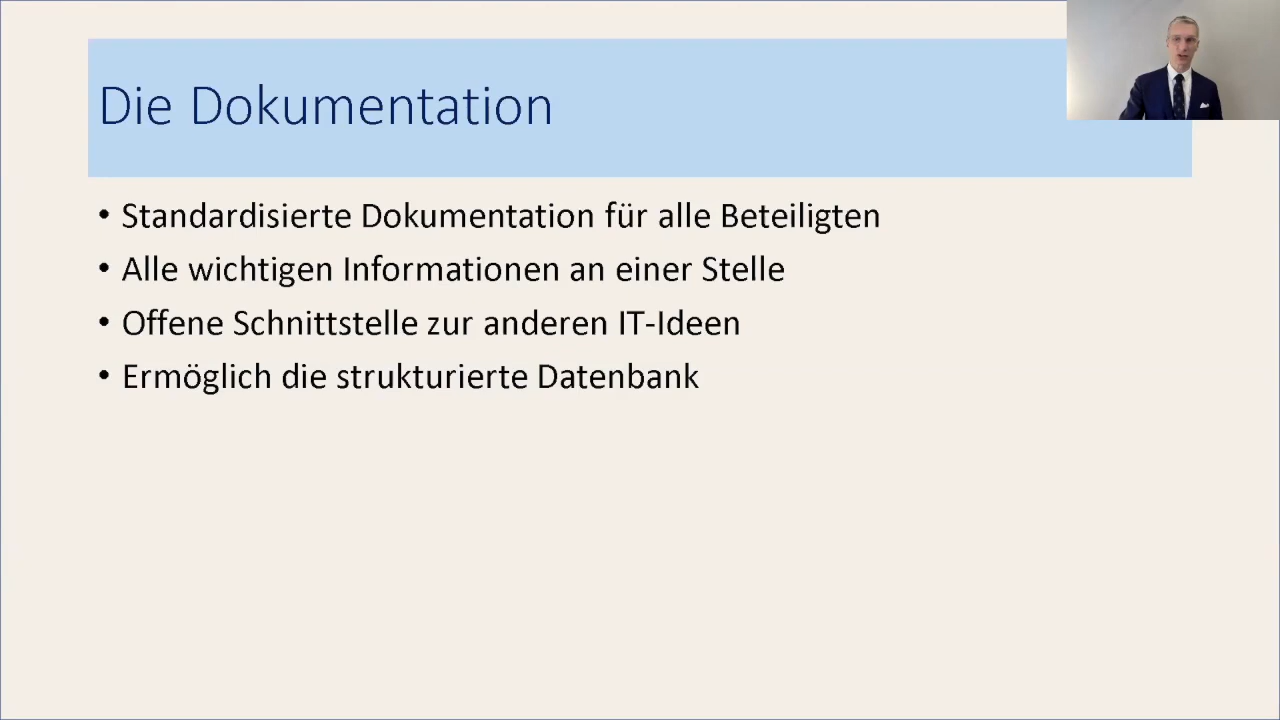 Die Dokumentation
• Standardisierte Dokumentation für alle Beteiligten
• Alle wichtigen Informationen an einer Stelle
• Offene Schnittstelle zur anderen IT-Ideen
• Ermöglich die strukturierte Datenbank